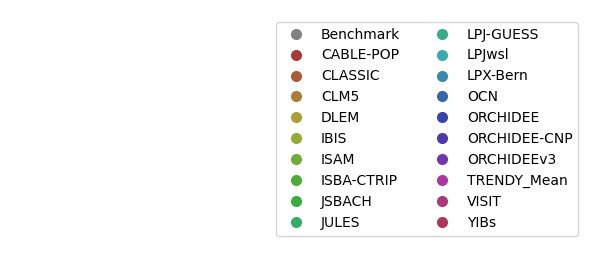 Benchmark
CABLE-POP
CLASSIC
CLM5
DLEM
IBIS
ISAM
ISBA-CTRIP
JSBACH
JULES
LPJ-GUESS
LPJwsl
LPX-Bern
OCN
ORCHIDEE
ORCHIDEE-CNP
ORCHIDEEv3
TRENDY_Mean
VISIT
YIBs